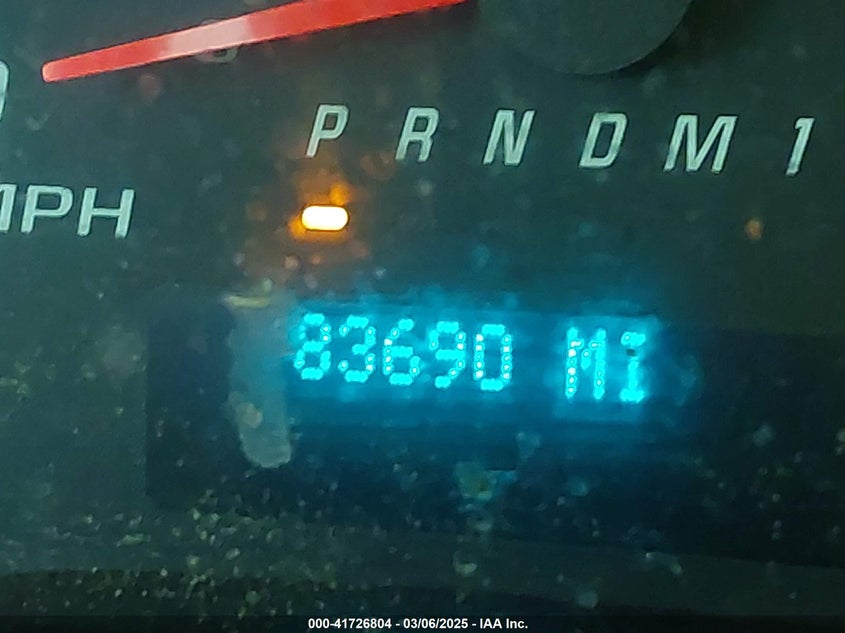 P R N D M 1
MPH
83690 MI
000-41726804 - 03/06/2025 - IAA Inc.